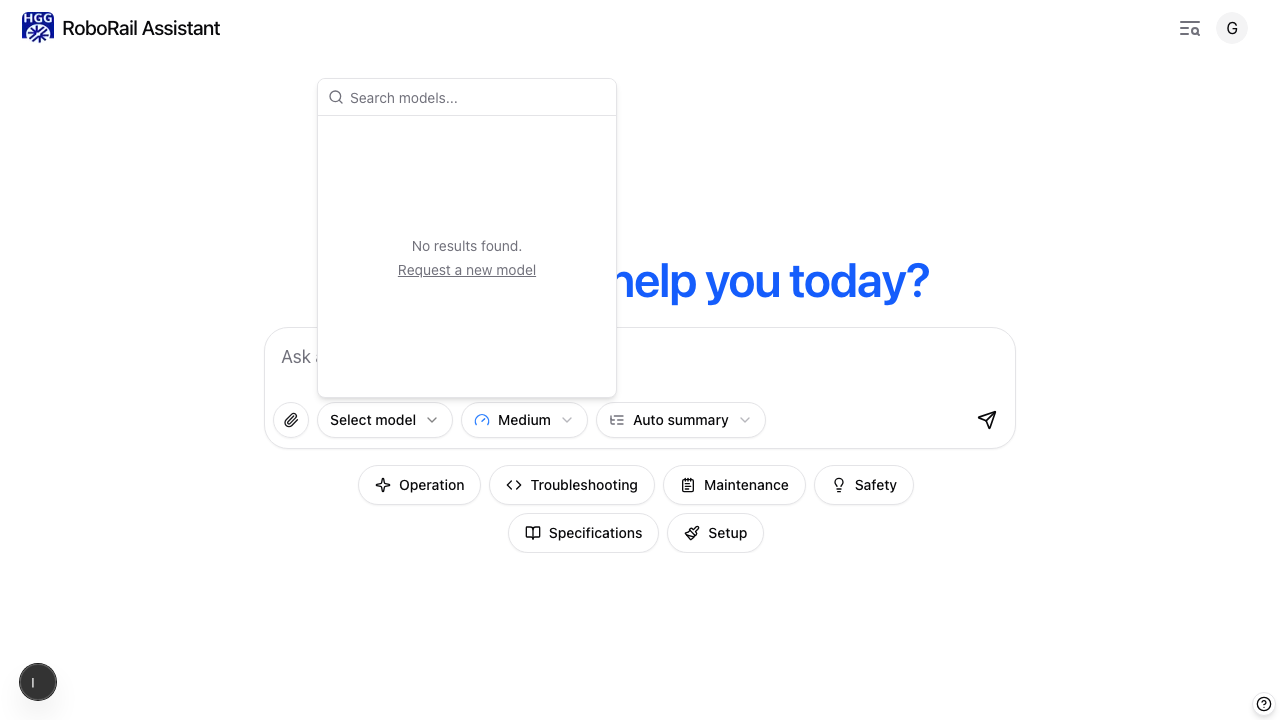 HGG
RoboRail Assistant
G
Search models...
No results found.
Request a new model
help you today?
Ask
Select model
Medium
Auto summary
Operation
Troubleshooting
Maintenance
Safety
Specifications
Setup